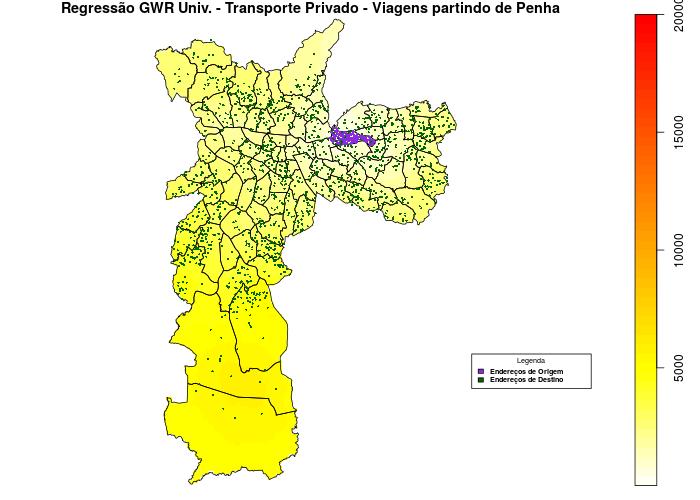 Regressão GWR Univ. - Transporte Privado - Viagens partindo de Penha
20000
15000
10000
5000
Legenda
Endereços de Origem
Endereços de Destino